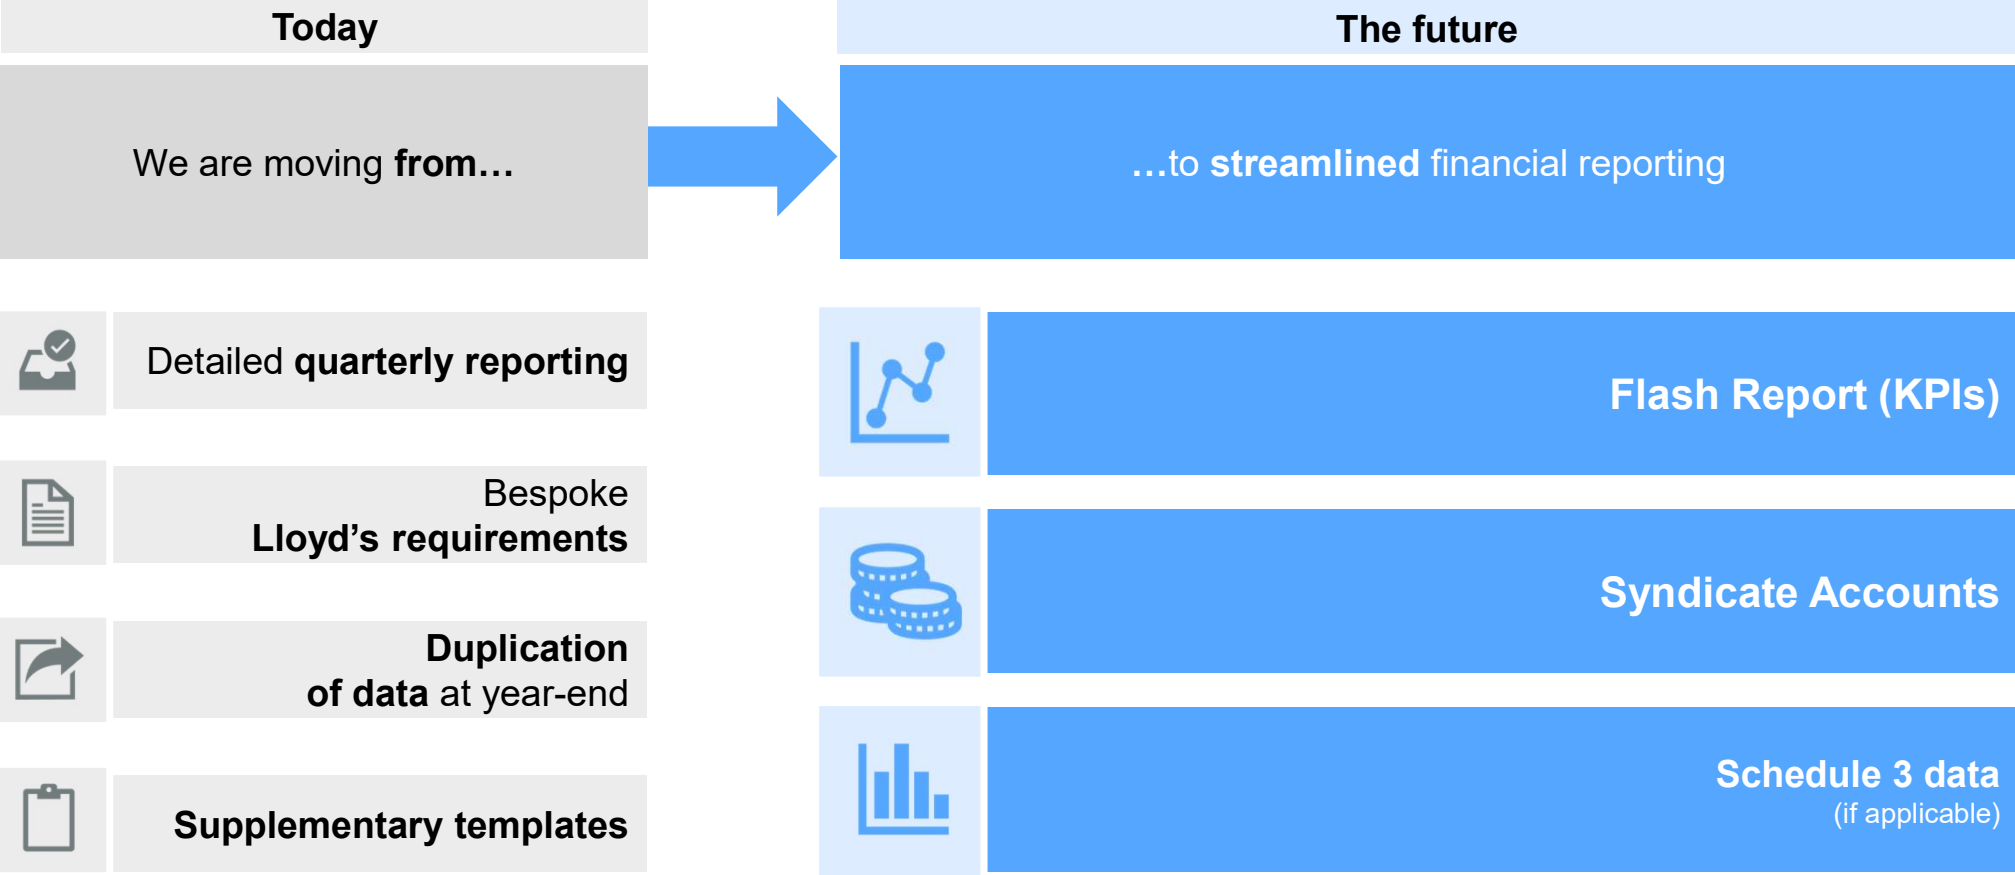 Today
We are moving from…
Detailed quarterly reporting
Bespoke
Lloyd’s requirements
Duplication
of data at year-end
Supplementary templates
The future
…to streamlined financial reporting
Flash Report (KPIs)
Syndicate Accounts
Schedule 3 data
(if applicable)